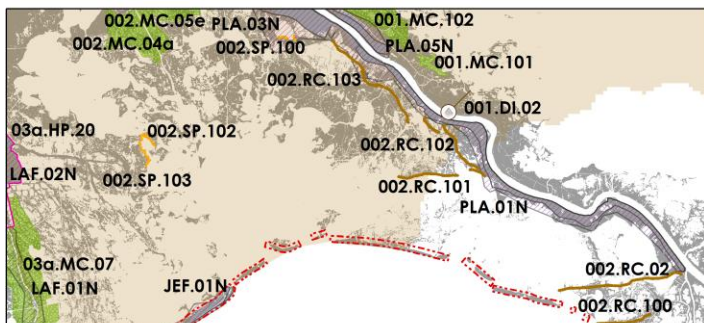 002.MC.05e
PLA.03N
001.MC.102
002.MC.04a
002.SP.100
PLA.05N
001.MC.101
002.RC.103
001.DI.02
03a.HP.20
002.SP.102
002.RC.102
LAF.02N
002.SP.103
002.RC.101
PLA.01N
03a.MC.07
002.RC.02
LAF.01N
JEF.01N
002.RC.100